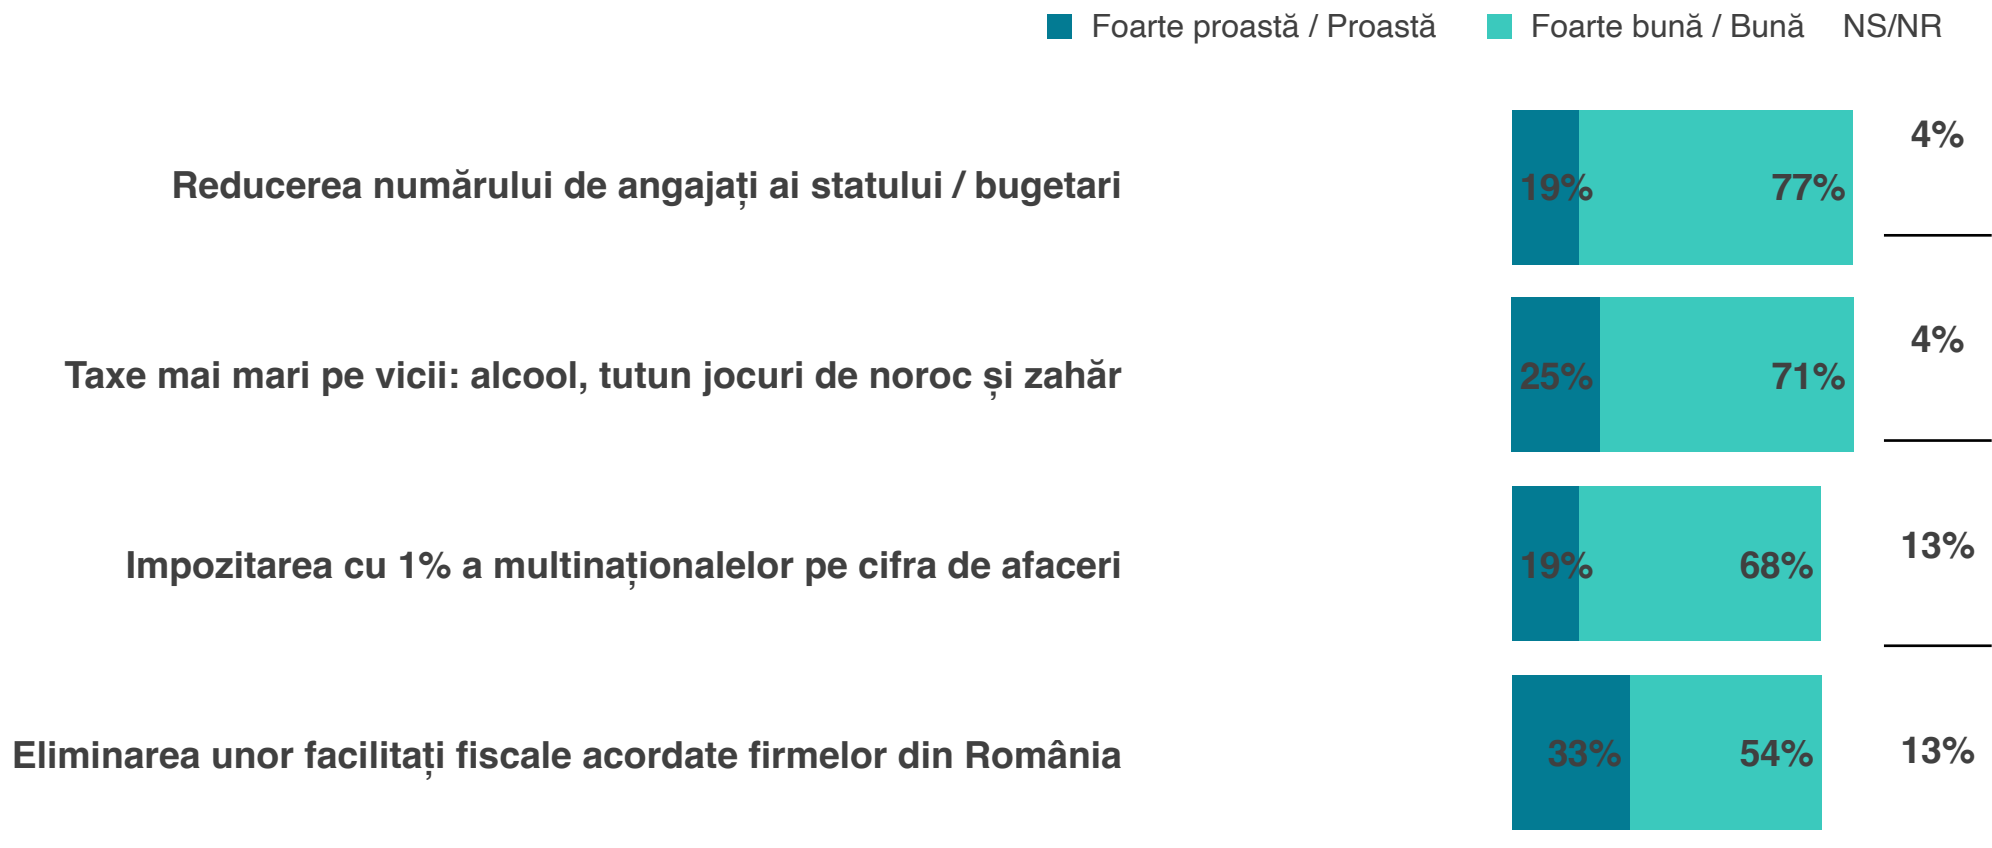 Foarte proastă / Proastă Foarte bună / Bună NS/NR
Reducerea numărului de angajați ai statului / bugetari 19% 77% 4%
Taxe mai mari pe vicii: alcool, tutun jocuri de noroc și zahăr 25% 71% 4%
Impozitarea cu 1% a multinaționalelor pe cifra de afaceri 19% 68% 13%
Eliminarea unor facilitați fiscale acordate firmelor din România 33% 54% 13%